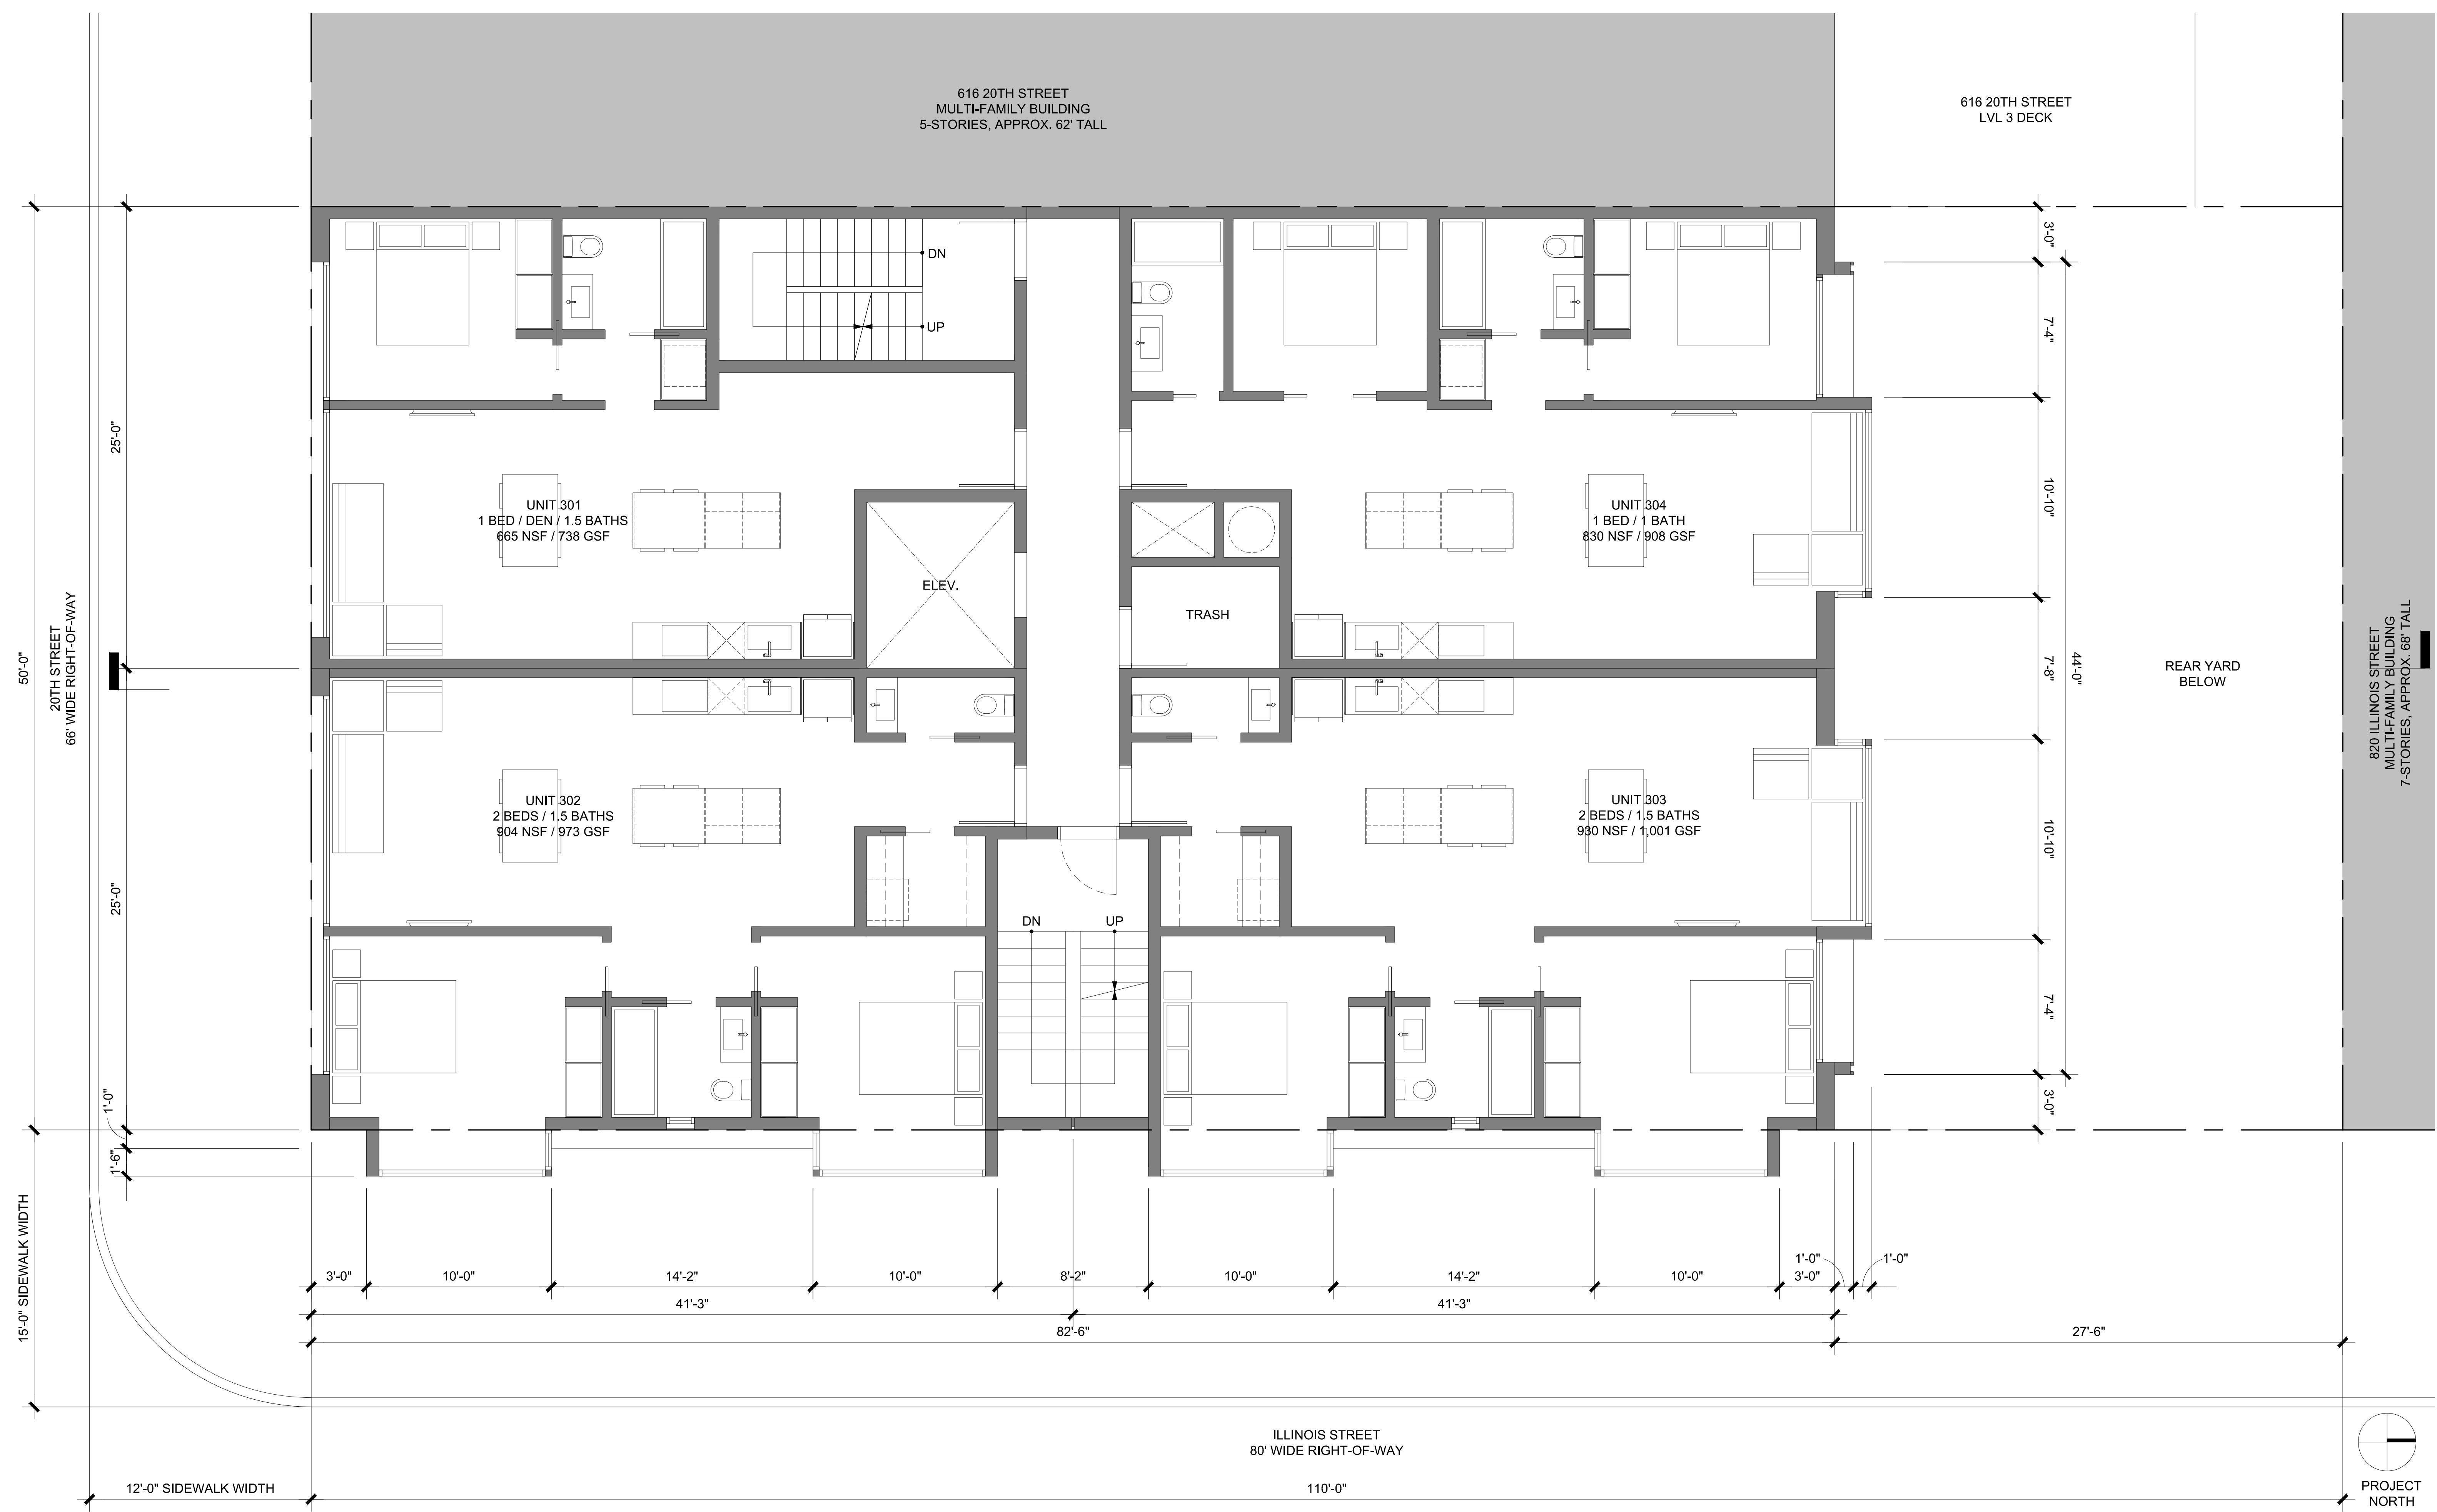 616 20TH STREET
MULTI-FAMILY BUILDING
5-STORIES, APPROX. 62' TALL
616 20TH STREET
LVL 3 DECK
DN
UP
3'-0"
7'-4"
10'-10"
7'-8"
10'-10"
7'-4"
3'-0"
44'-0"
25'-0"
25'-0"
50'-0"
20TH STREET
66' WIDE RIGHT-OF-WAY
UNIT 301
1 BED / DEN / 1.5 BATHS
665 NSF / 738 GSF
UNIT 304
1 BED / 1 BATH
830 NSF / 908 GSF
ELEV.
TRASH
REAR YARD
BELOW
820 ILLINOIS STREET
MULTI-FAMILY BUILDING
7-STORIES, APPROX. 68' TALL
UNIT 302
2 BEDS / 1.5 BATHS
904 NSF / 973 GSF
UNIT 303
2 BEDS / 1.5 BATHS
930 NSF / 1,001 GSF
DN
UP
1'-0"
1'-6"
15'-0" SIDEWALK WIDTH
3'-0"
10'-0"
14'-2"
10'-0"
8'-2"
10'-0"
14'-2"
10'-0"
3'-0"
1'-0"
1'-0"
41'-3"
41'-3"
82'-6"
27'-6"
ILLINOIS STREET
80' WIDE RIGHT-OF-WAY
12'-0" SIDEWALK WIDTH
110'-0"
PROJECT
NORTH